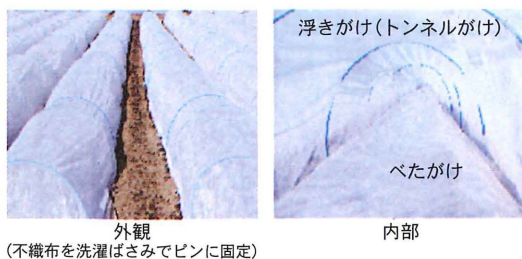 浮きがけ(トンネルがけ)
べたがけ
外観
(不織布を洗濯ばさみでピンに固定)
内部